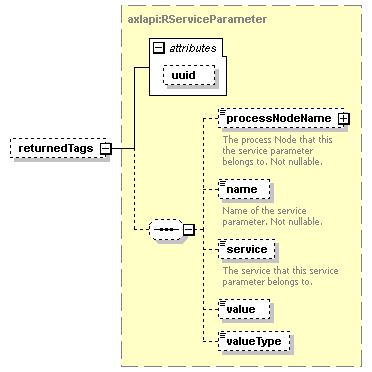 axlapi:RServiceParameter
attributes
uuid
returnedTags
processNodeName
The process Node that this
the service parameter
belongs to. Not nullable.
name
Name of the service
parameter. Not nullable.
service
The service that this service
parameter belongs to.
value
valueType